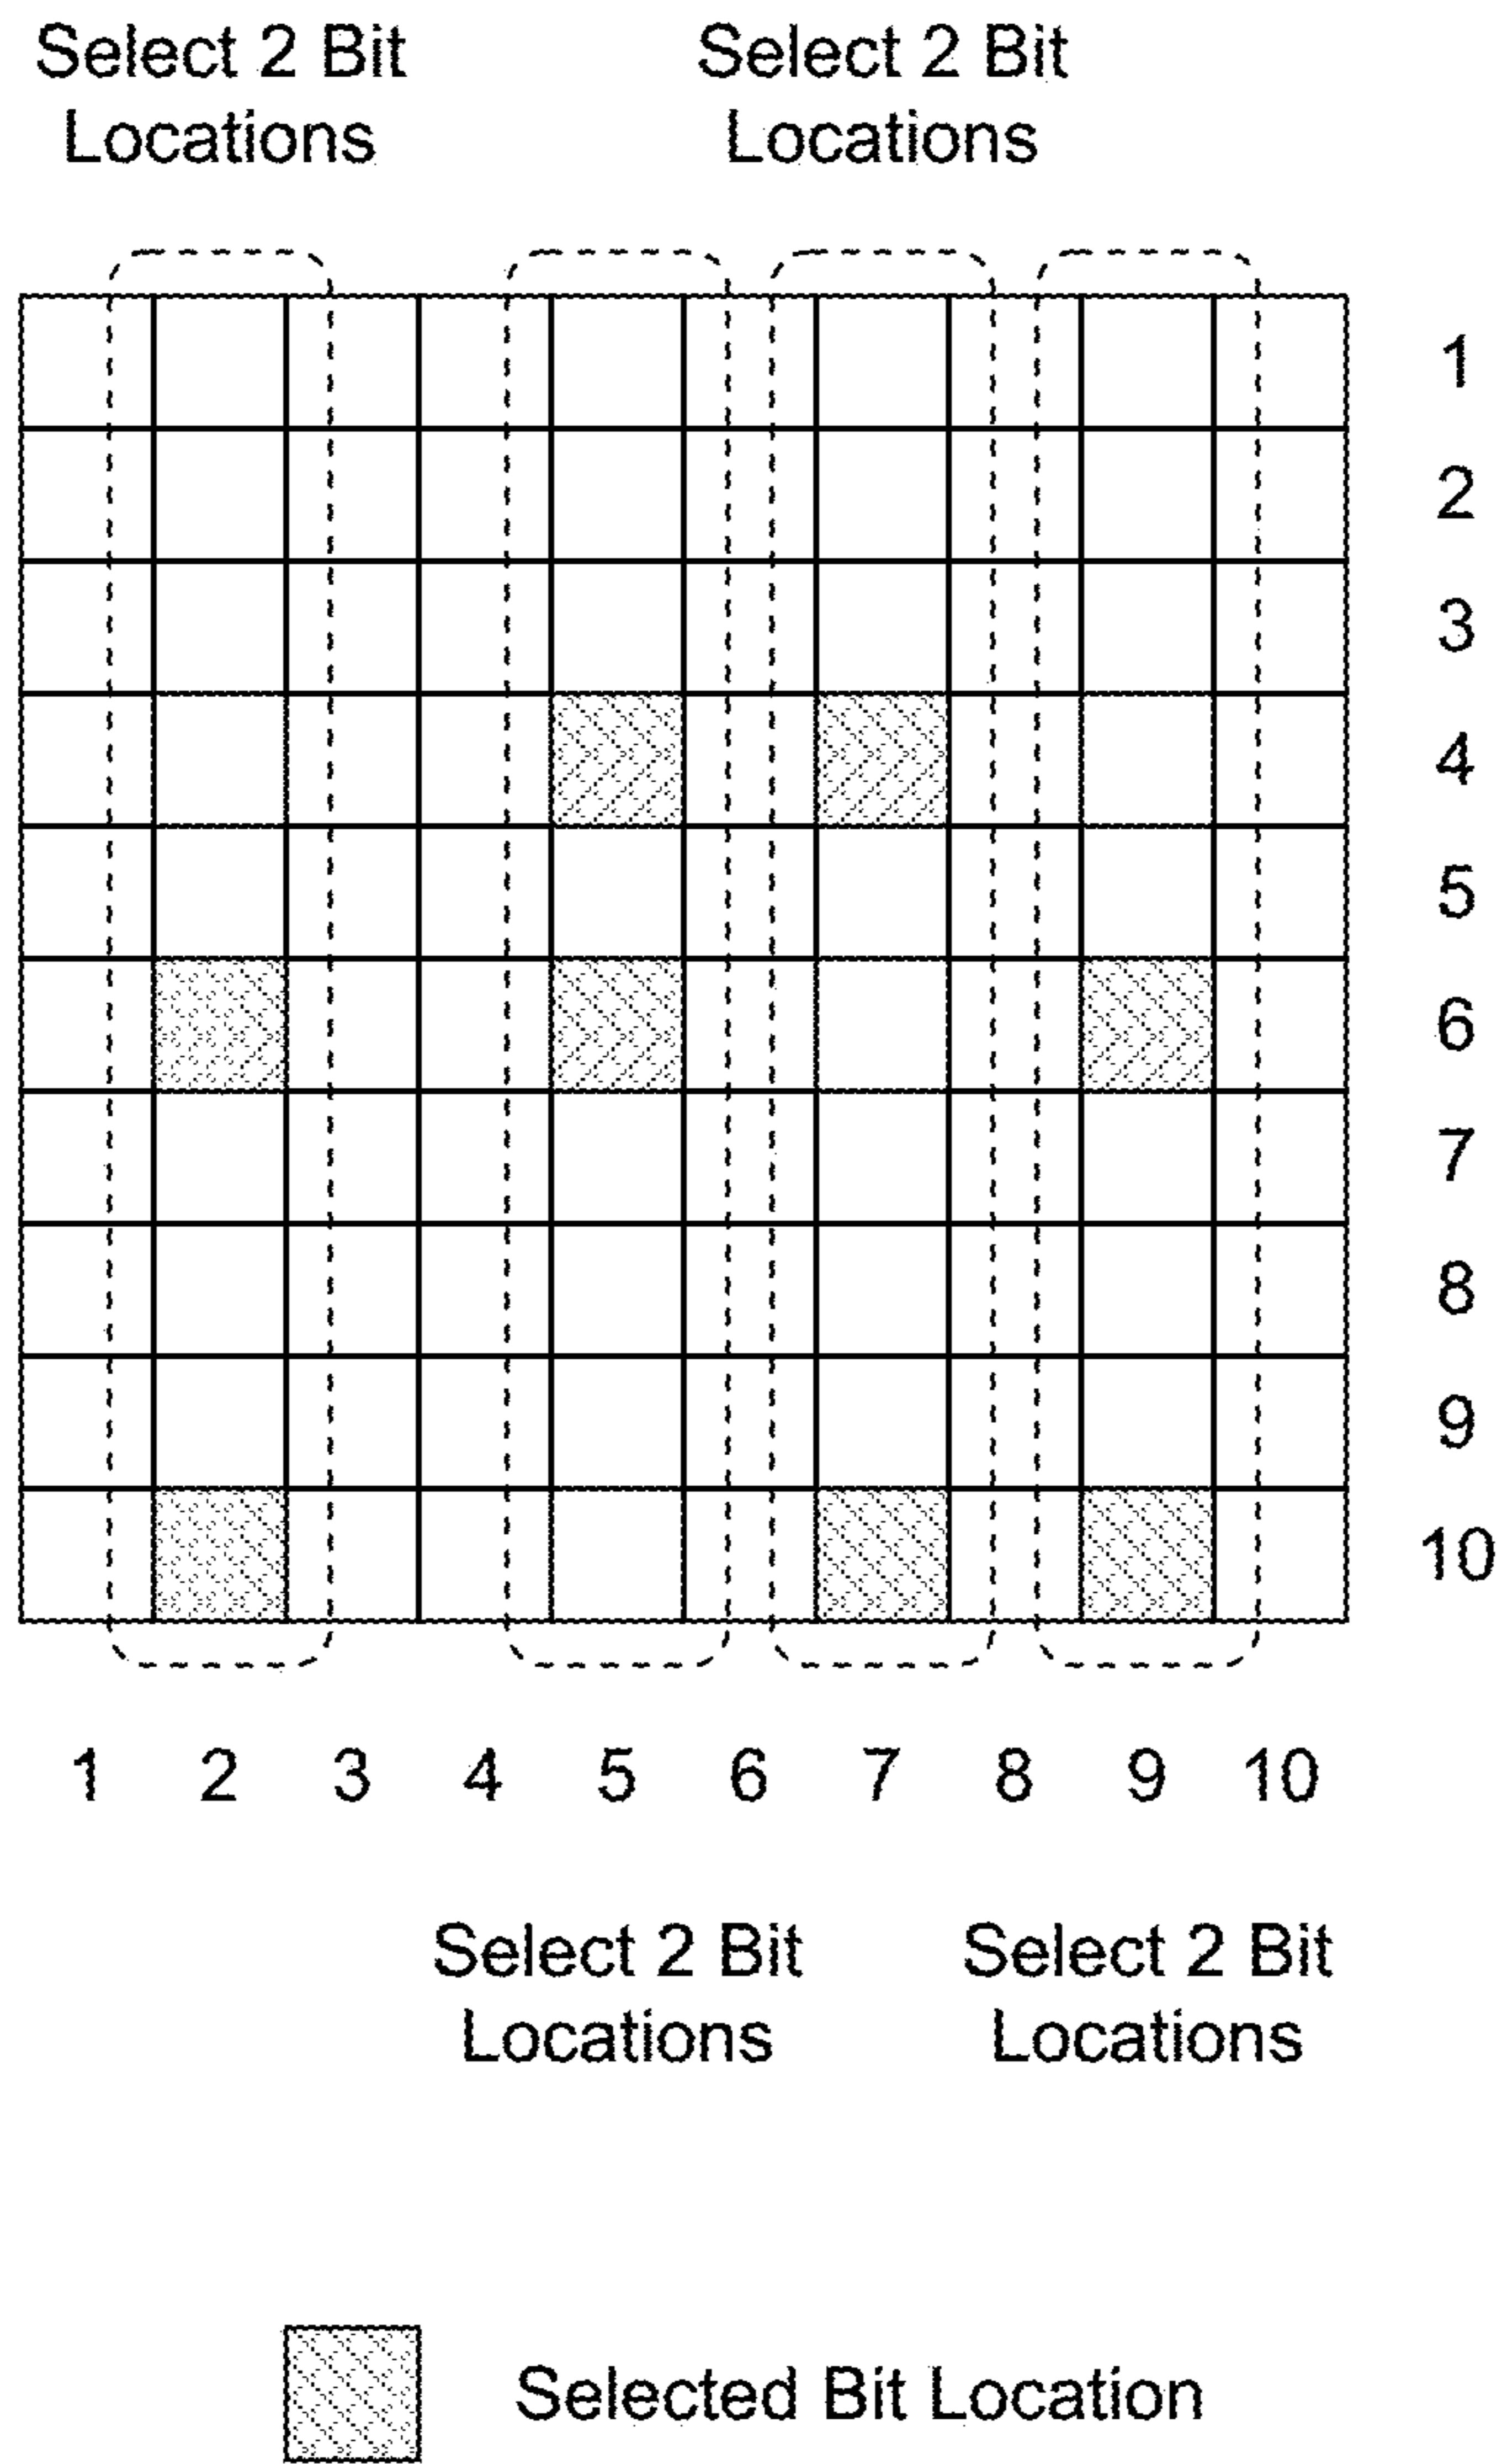 Select 2 Bit Locations
Select 2 Bit Locations
1
2
3
4
5
6
7
8
9
10
1 2 3 4 5 6 7 8 9 10
Select 2 Bit Locations
Select 2 Bit Locations
Selected Bit Location